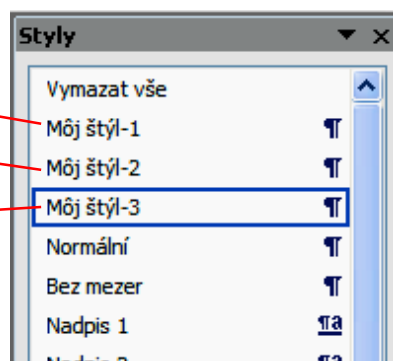 Styly
Vymazat vše
Môj štýl-1 ¶
Môj štýl-2 ¶
Môj štýl-3 ¶
Normální ¶
Bez mezer ¶
Nadpis 1 ¶a